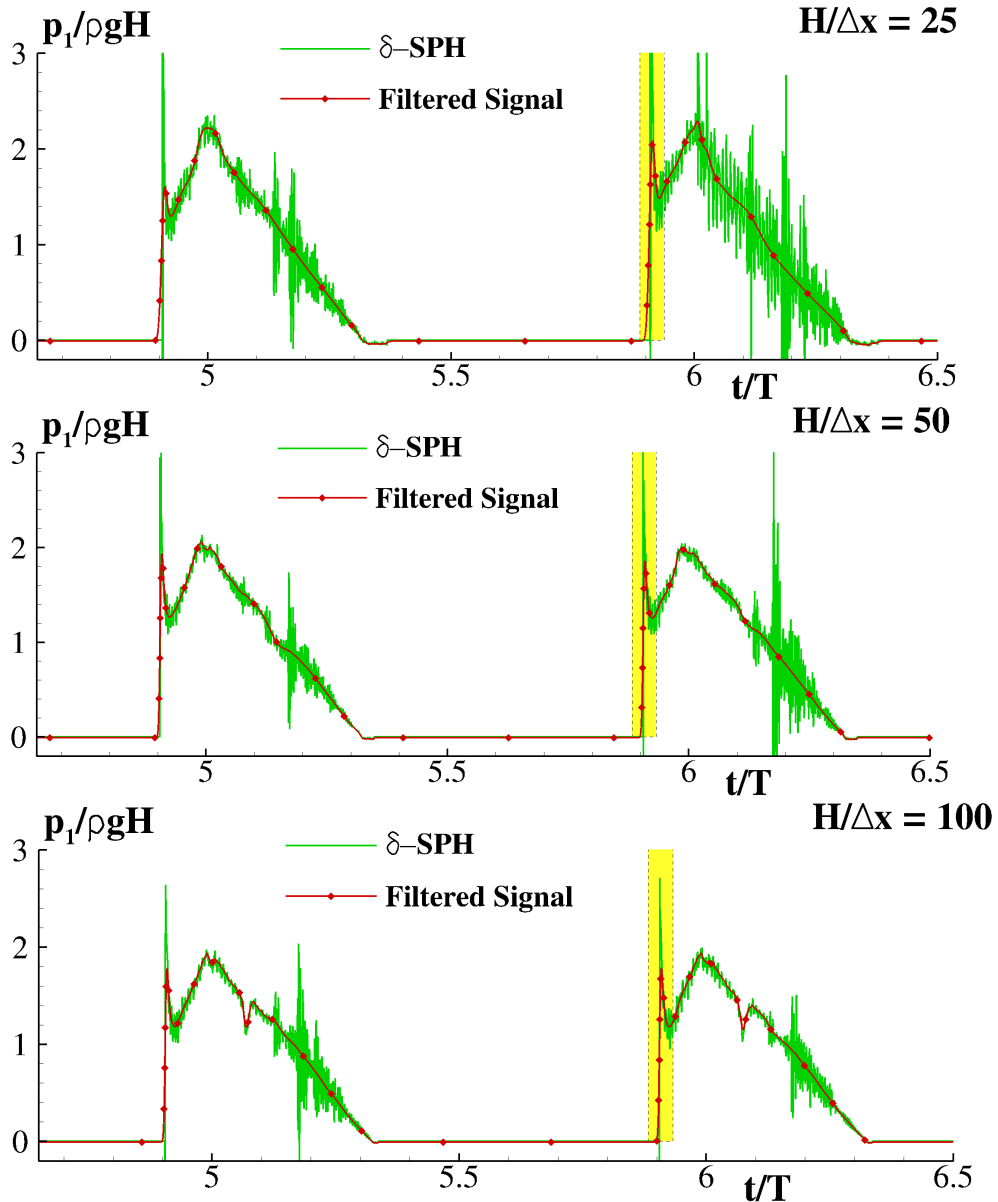 p₁/ρgH
H/Δx = 25
δ–SPH
Filtered Signal
3
2
1
0
5
5.5
6
6.5
t/T
p₁/ρgH
H/Δx = 50
δ–SPH
Filtered Signal
3
2
1
0
5
5.5
6
6.5
t/T
p₁/ρgH
H/Δx = 100
δ–SPH
Filtered Signal
3
2
1
0
5
5.5
6
6.5
t/T